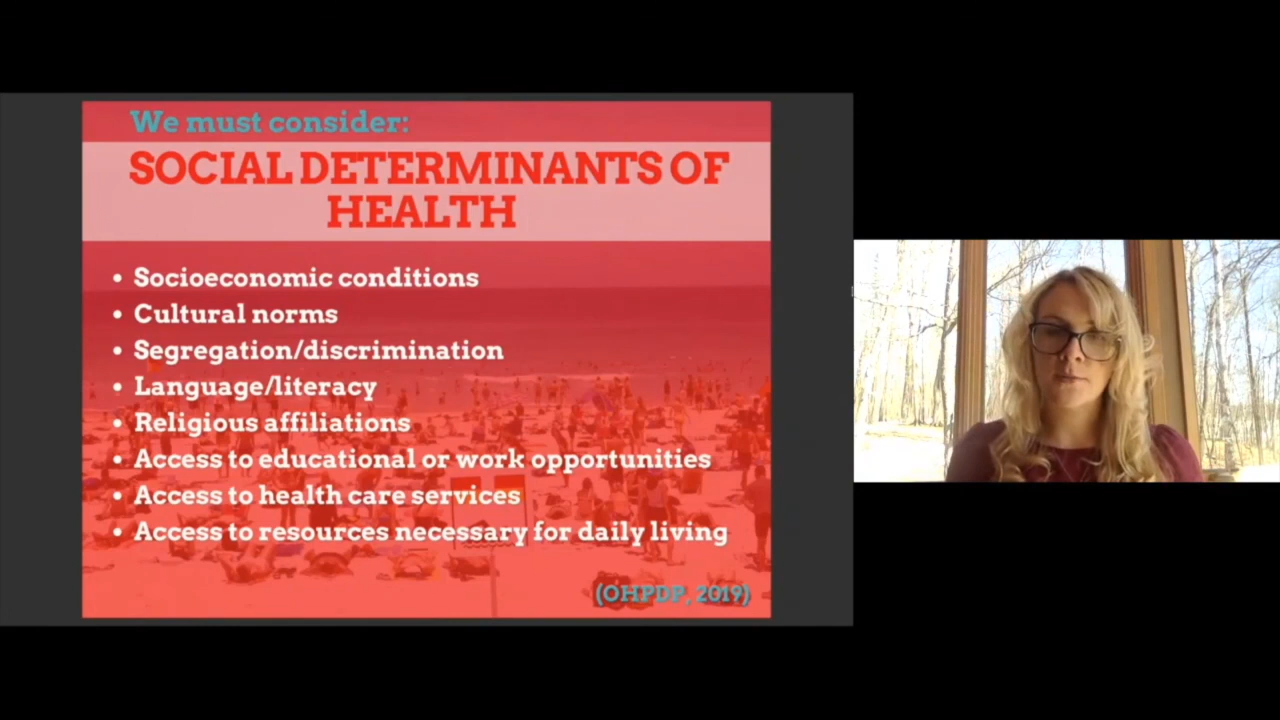 We must consider:
SOCIAL DETERMINANTS OF
HEALTH
• Socioeconomic conditions
• Cultural norms
• Segregation/discrimination
• Language/literacy
• Religious affiliations
• Access to educational or work opportunities
• Access to health care services
• Access to resources necessary for daily living
(OHPDP, 2019)